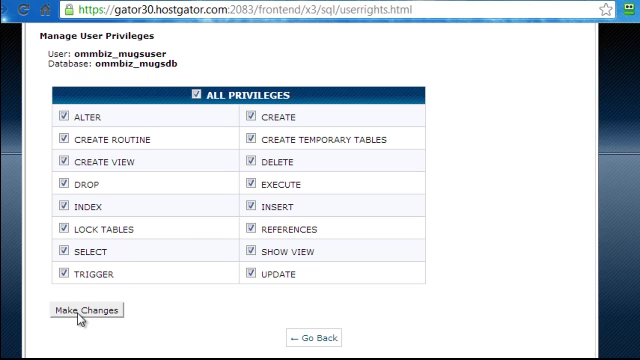 https://gator30.hostgator.com:2083/frontend/x3/sql/userrights.html
Manage User Privileges
User: ommbiz_mugsuser
Database: ommbiz_mugsdb
ALL PRIVILEGES
ALTER CREATE
CREATE ROUTINE CREATE TEMPORARY TABLES
CREATE VIEW DELETE
DROP EXECUTE
INDEX INSERT
LOCK TABLES REFERENCES
SELECT SHOW VIEW
TRIGGER UPDATE
Make Changes
← Go Back